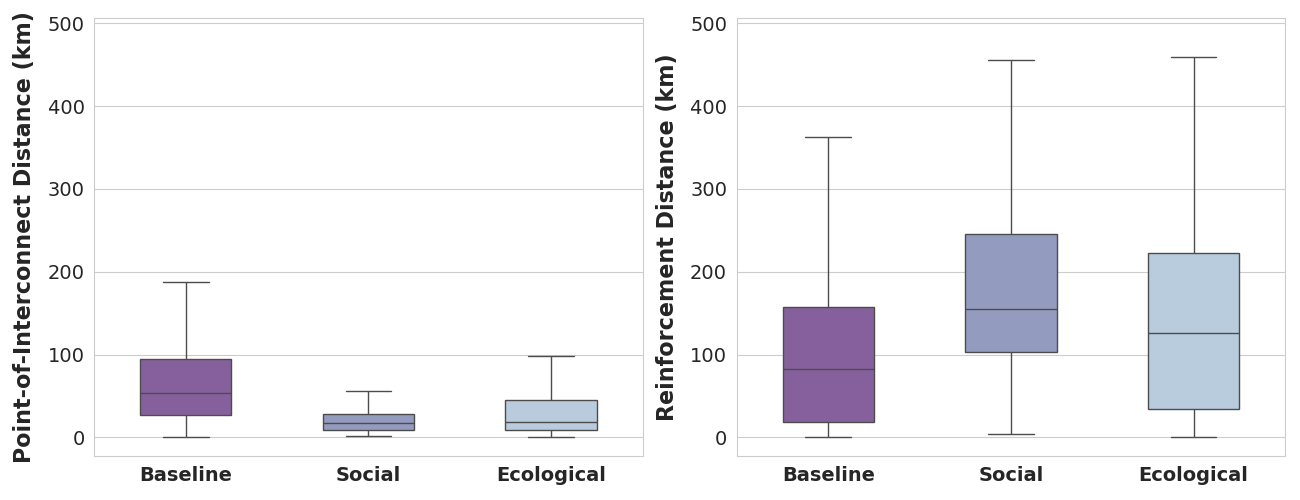 Point-of-Interconnect Distance (km)
500
400
300
200
100
0
Baseline
Social
Ecological
Reinforcement Distance (km)
500
400
300
200
100
0
Baseline
Social
Ecological